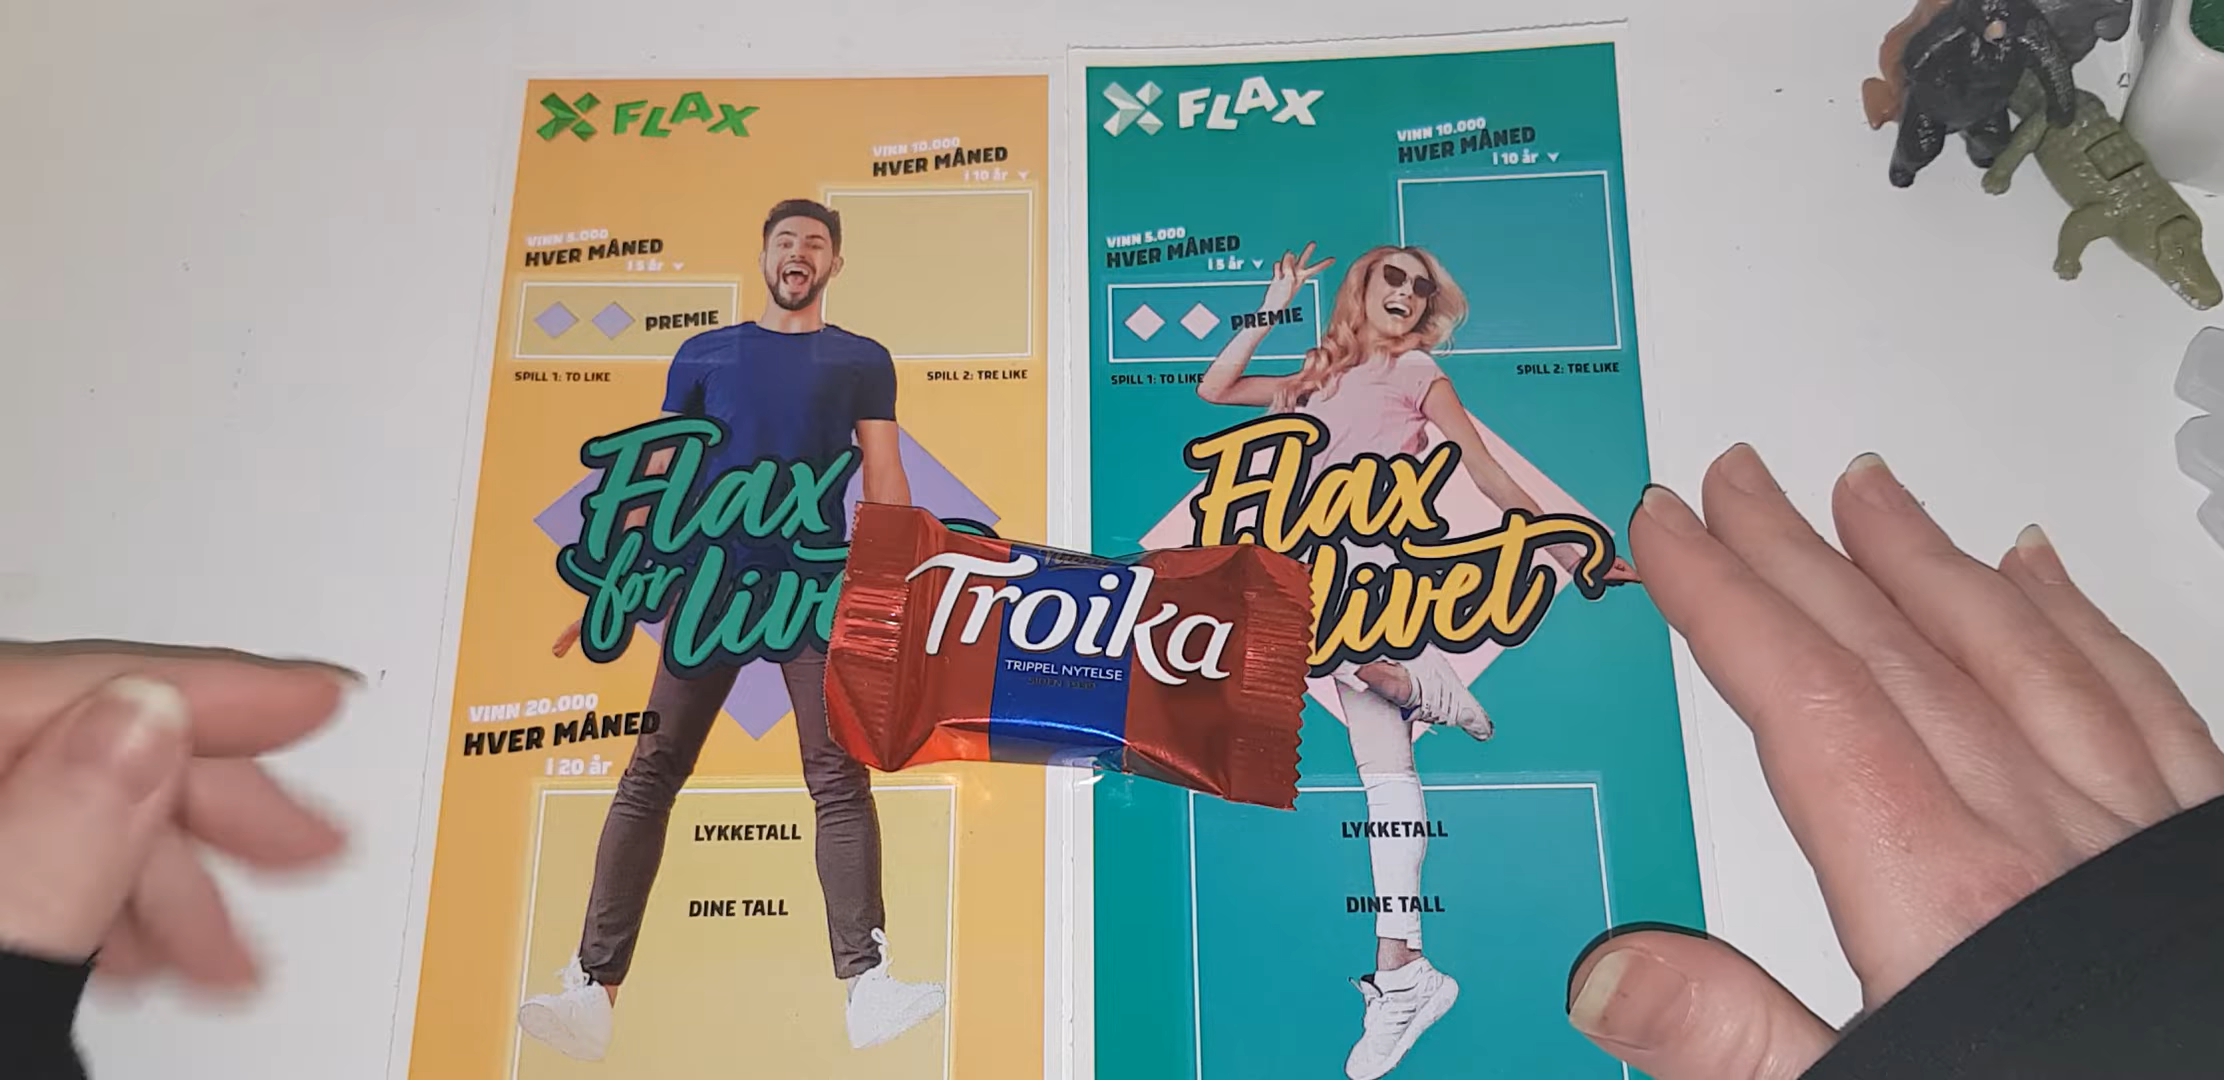 FLAX
VINN 10.000
HVER MÅNED
i 10 år
VINN 5.000
HVER MÅNED
i 5 år
PREMIE
SPILL 1: TO LIKE
SPILL 2: TRE LIKE
Flax
for live
VINN 20.000
HVER MÅNED
i 20 år
LYKKETALL
DINE TALL
FLAX
VINN 10.000
HVER MÅNED
i 10 år
VINN 5.000
HVER MÅNED
i 5 år
PREMIE
SPILL 1: TO LIKE
SPILL 2: TRE LIKE
Flax
livet
LYKKETALL
DINE TALL
Troika
TRIPPEL NYTELSE